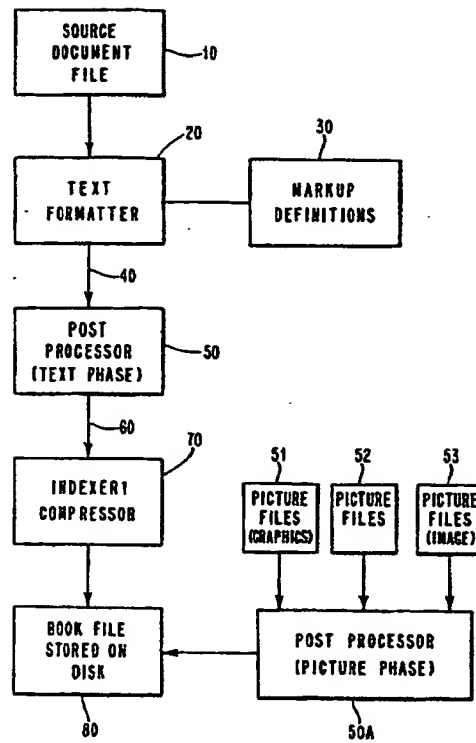 SOURCE
DOCUMENT
FILE
10
20
30
TEXT
FORMATTER
MARKUP
DEFINITIONS
40
POST
PROCESSOR
(TEXT PHASE)
50
60
70
INDEXER1
COMPRESSOR
51
52
53
PICTURE
FILES
(GRAPHICS)
PICTURE
FILES
PICTURE
FILES
(IMAGE)
BOOK FILE
STORED ON
DISK
POST PROCESSOR
(PICTURE PHASE)
80
50A